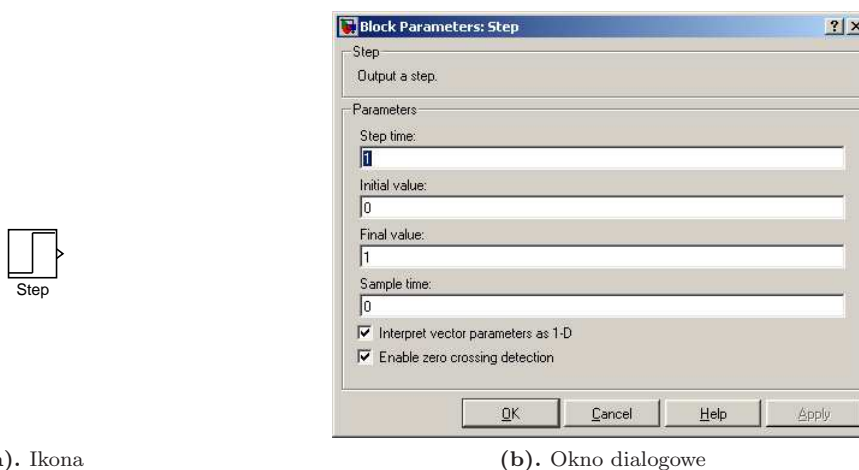 Block Parameters: Step
Step
Output a step.
Parameters
Step time:
1
Initial value:
0
Final value:
1
Sample time:
0
Interpret vector parameters as 1-D
Enable zero crossing detection
OK
Cancel
Help
Apply
Step
). Ikona
(b). Okno dialogowe